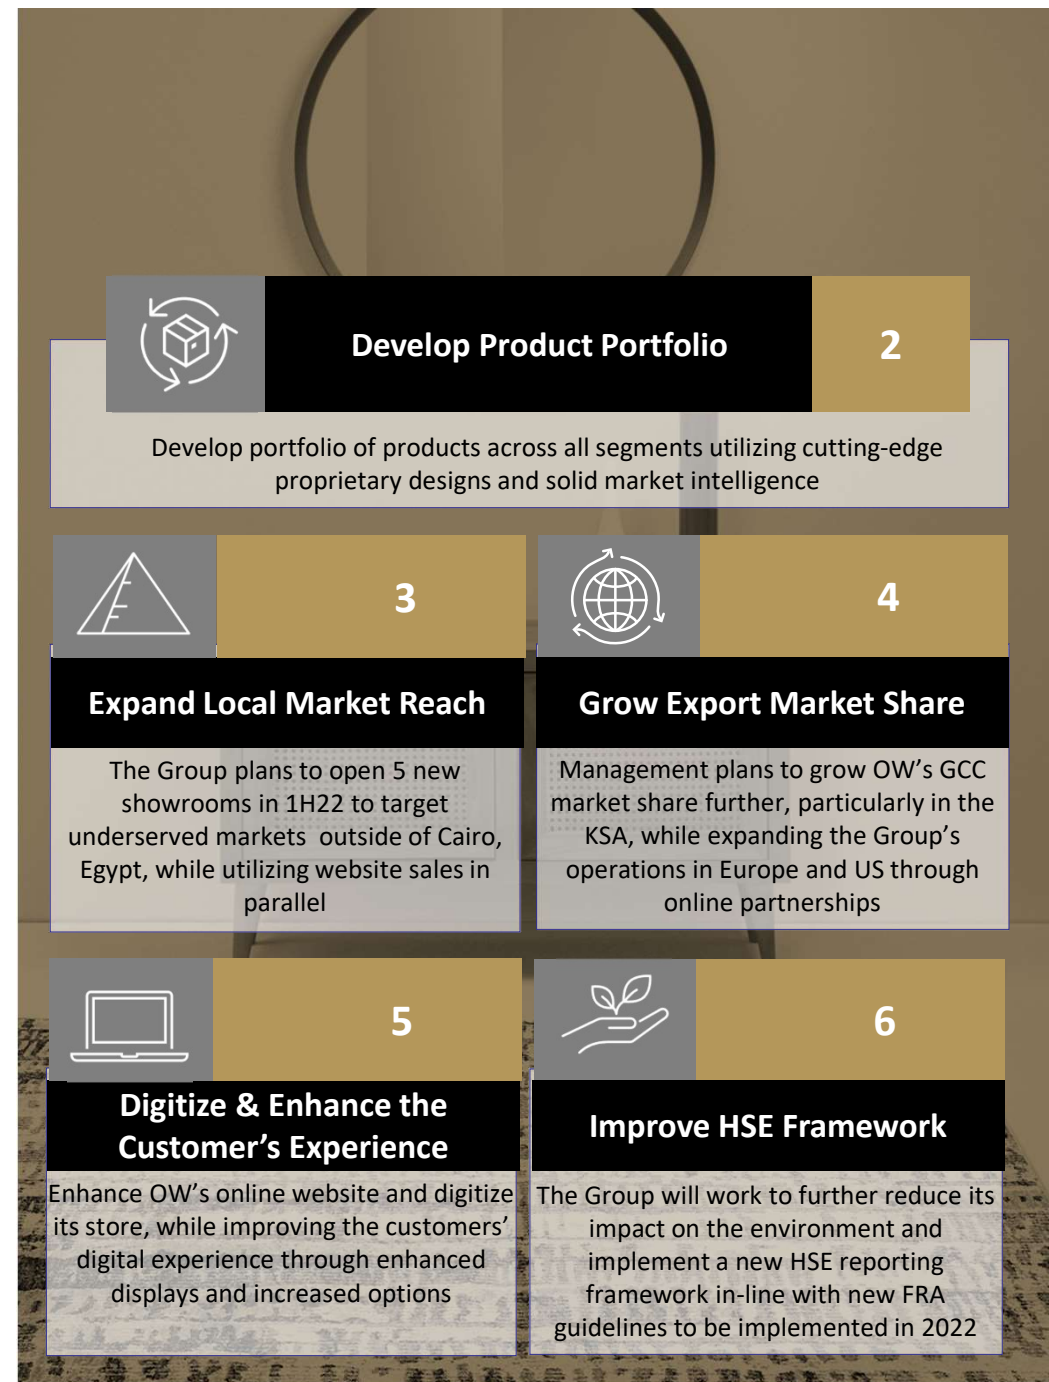 Develop Product Portfolio
2
Develop portfolio of products across all segments utilizing cutting-edge
proprietary designs and solid market intelligence
3
Expand Local Market Reach
The Group plans to open 5 new
showrooms in 1H22 to target
underserved markets outside of Cairo,
Egypt, while utilizing website sales in
parallel
4
Grow Export Market Share
Management plans to grow OW’s GCC
market share further, particularly in the
KSA, while expanding the Group’s
operations in Europe and US through
online partnerships
5
Digitize & Enhance the
Customer’s Experience
Enhance OW’s online website and digitize
its store, while improving the customers’
digital experience through enhanced
displays and increased options
6
Improve HSE Framework
The Group will work to further reduce its
impact on the environment and
implement a new HSE reporting
framework in-line with new FRA
guidelines to be implemented in 2022